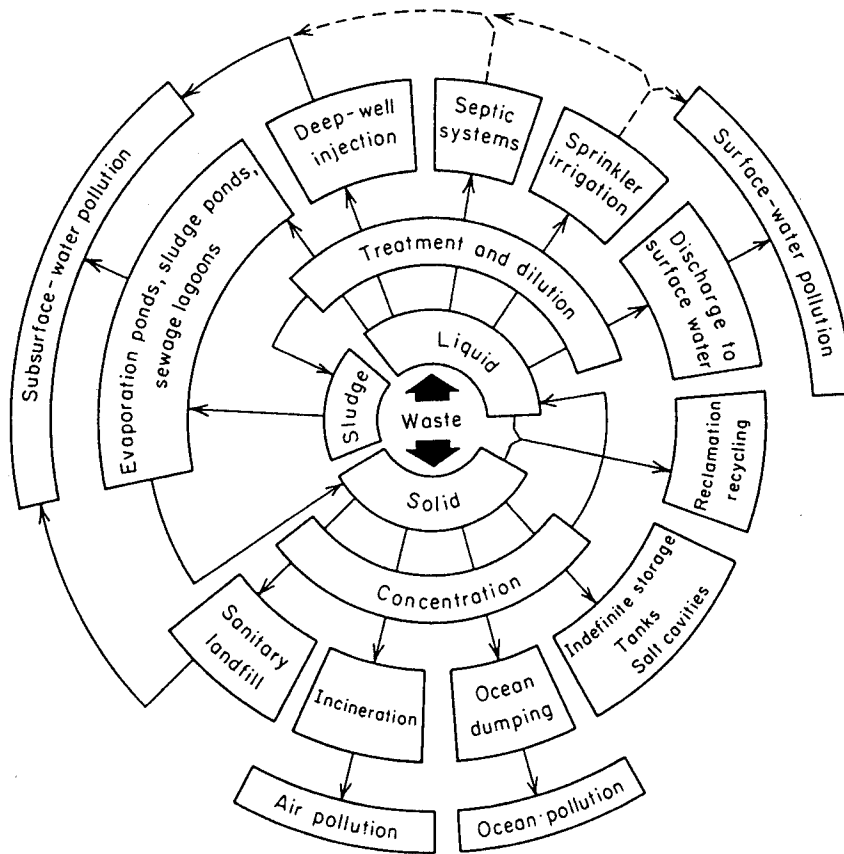 Deep-well
injection
Septic
systems
Sprinkler
irrigation
Surface-water pollution
Subsurface-water pollution
Evaporation ponds, sludge ponds,
sewage lagoons
Treatment and dilution
Discharge to
surface water
Liquid
Sludge
Waste
Solid
Reclamation
recycling
Concentration
Indefinite storage
Tanks
Salt cavities
Sanitary
landfill
Incineration
Ocean
dumping
Air pollution
Ocean pollution